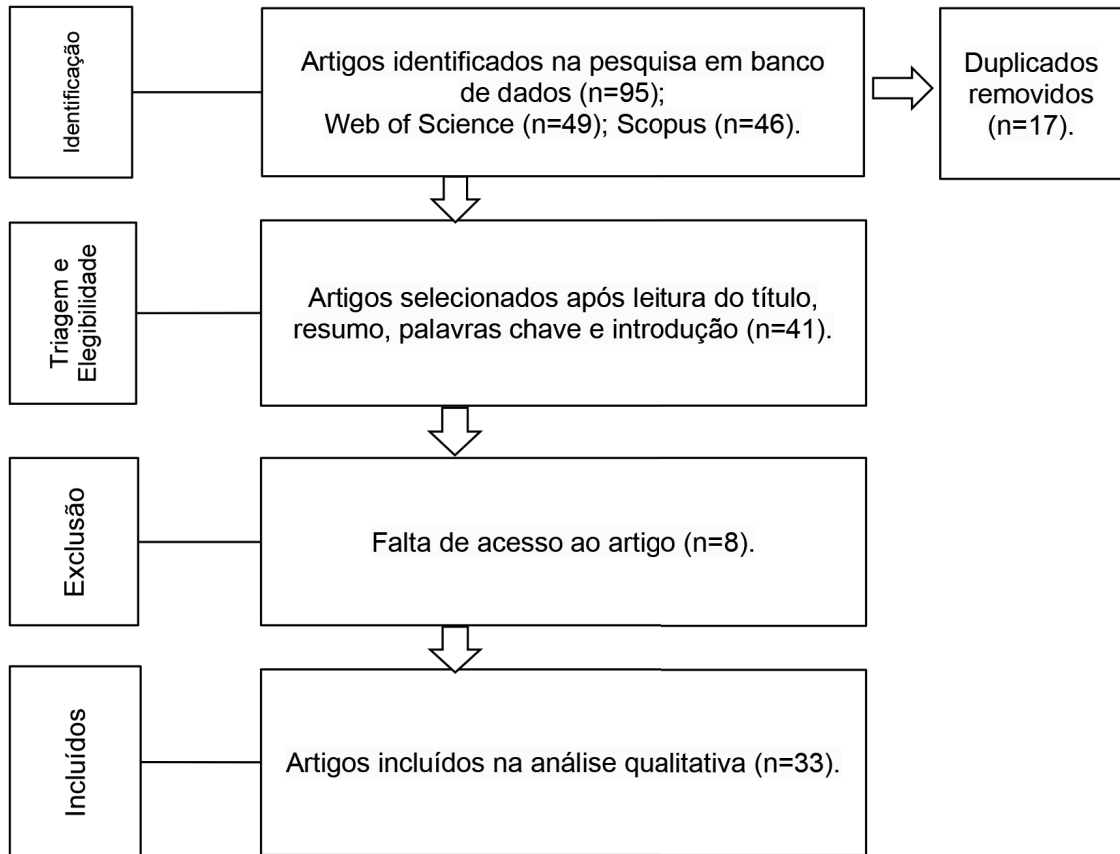 Identificação
Artigos identificados na pesquisa em banco
de dados (n=95);
Web of Science (n=49); Scopus (n=46).
Duplicados
removidos
(n=17).
Triagem e
Elegibilidade
Artigos selecionados após leitura do título,
resumo, palavras chave e introdução (n=41).
Exclusão
Falta de acesso ao artigo (n=8).
Incluídos
Artigos incluídos na análise qualitativa (n=33).